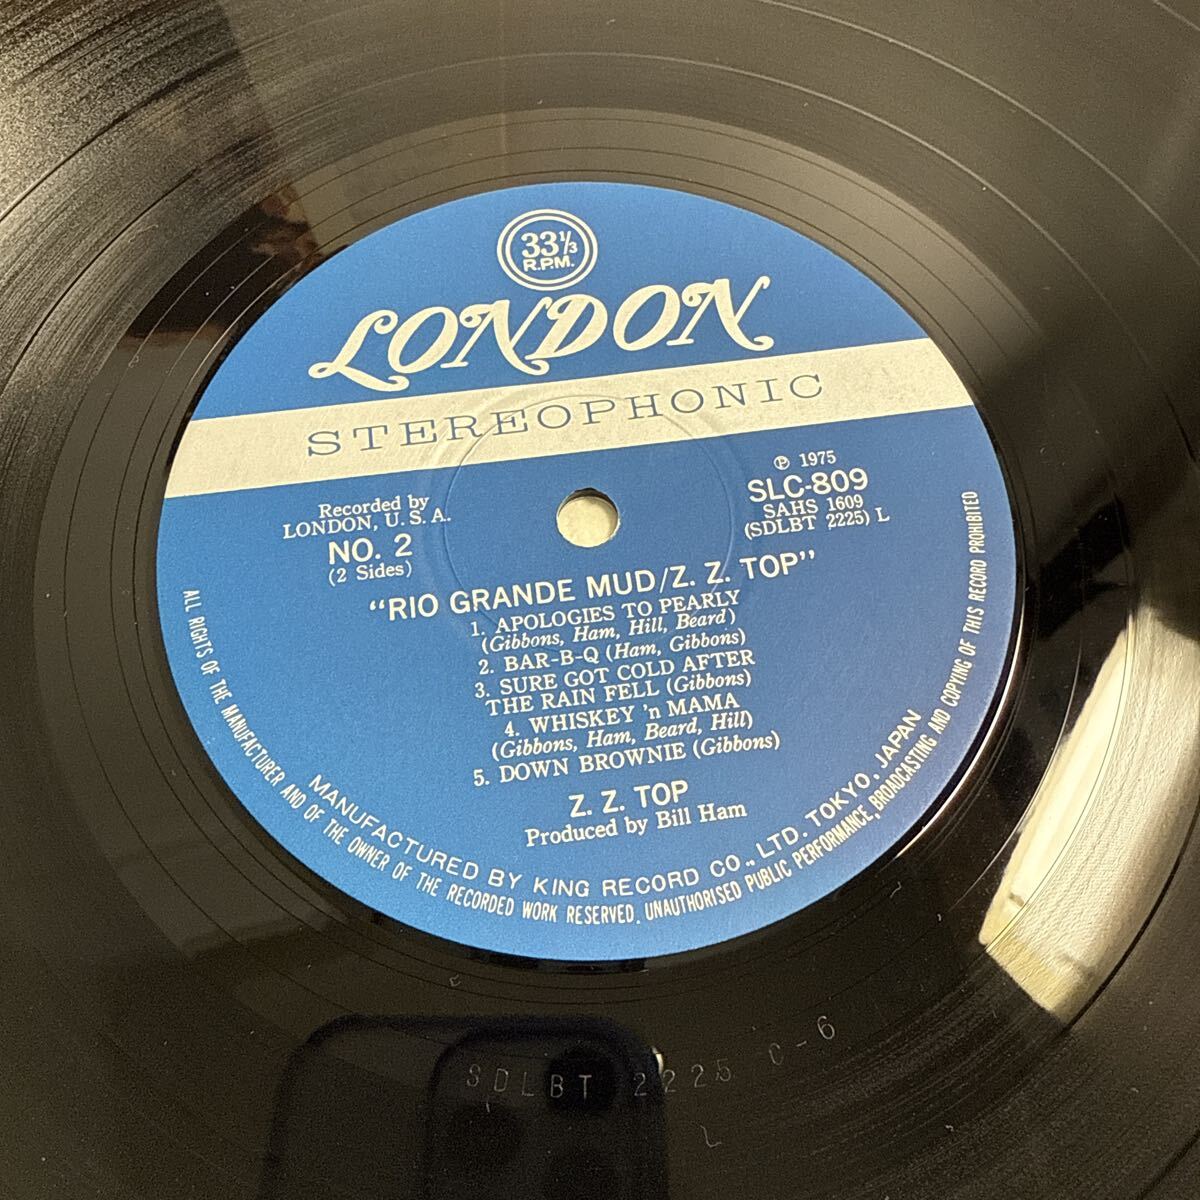 33⅓
R.P.M.
LONDON
STEREOPHONIC
Recorded by
LONDON, U. S. A.
NO. 2
(2 Sides)
℗ 1975
SLC-809
SAHS 1609
(SDLBT 2225) L
“RIO GRANDE MUD/Z. Z. TOP”
1. APOLOGIES TO PEARLY
(Gibbons, Ham, Hill, Beard)
2. BAR-B-Q (Ham, Gibbons)
3. SURE GOT COLD AFTER
THE RAIN FELL (Gibbons)
4. WHISKEY 'n MAMA
(Gibbons, Ham, Beard, Hill)
5. DOWN BROWNIE (Gibbons)
Z. Z. TOP
Produced by Bill Ham
MANUFACTURED BY KING RECORD CO., LTD. TOKYO. JAPAN
ALL RIGHTS OF THE MANUFACTURER AND OF THE OWNER OF THE RECORDED WORK RESERVED. UNAUTHORISED PUBLIC PERFORMANCE, BROADCASTING AND COPYING OF THIS RECORD PROHIBITED
SDLBT 2225 C-6
L